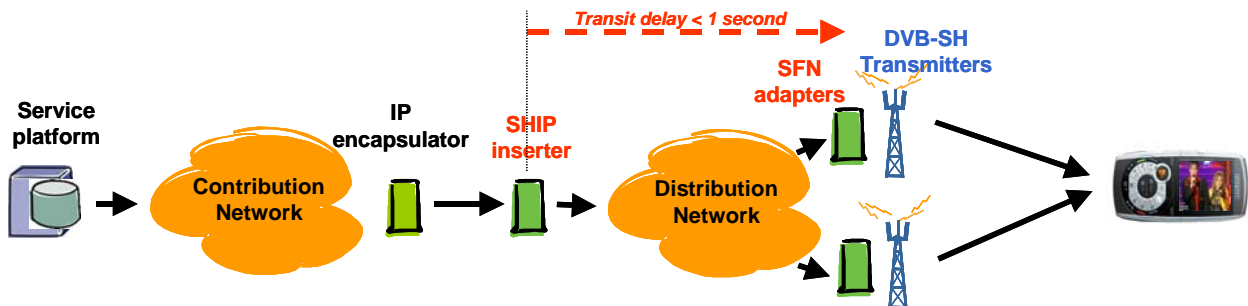 Transit delay < 1 second
DVB-SH
Transmitters
SFN
adapters
Service
platform
IP
encapsulator
SHIP
inserter
Contribution
Network
Distribution
Network